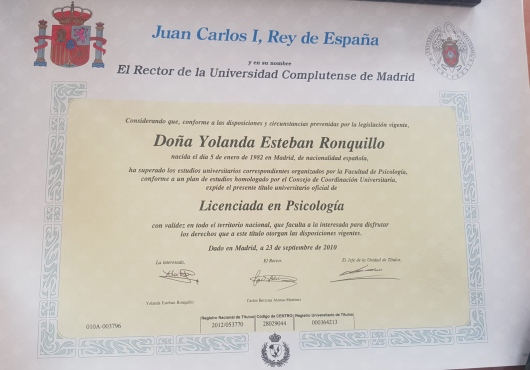 Juan Carlos I, Rey de España
y en su nombre
El Rector de la Universidad Complutense de Madrid
Considerando que, conforme a las disposiciones y circunstancias prevenidas por la legislación vigente,
Doña Yolanda Esteban Ronquillo
nacida el día 5 de enero de 1982 en Madrid, de nacionalidad española,
ha superado los estudios universitarios correspondientes organizados por la Facultad de Psicología,
conforme a un plan de estudios homologado por el Consejo de Coordinación Universitaria,
expide el presente título universitario oficial de
Licenciada en Psicología
con validez en todo el territorio nacional, que faculta a la interesada para disfrutar
los derechos que a este título otorgan las disposiciones vigentes.
Dado en Madrid, a 23 de septiembre de 2010
La interesada, El Rector, El Jefe de la Unidad de Títulos,
Yolanda Esteban Ronquillo Carlos Berzosa Alonso-Martínez
Registro Nacional de Títulos Código de CENTRO Registro Universitario de Títulos
010A-003796 2012/053770 28029044 000364213